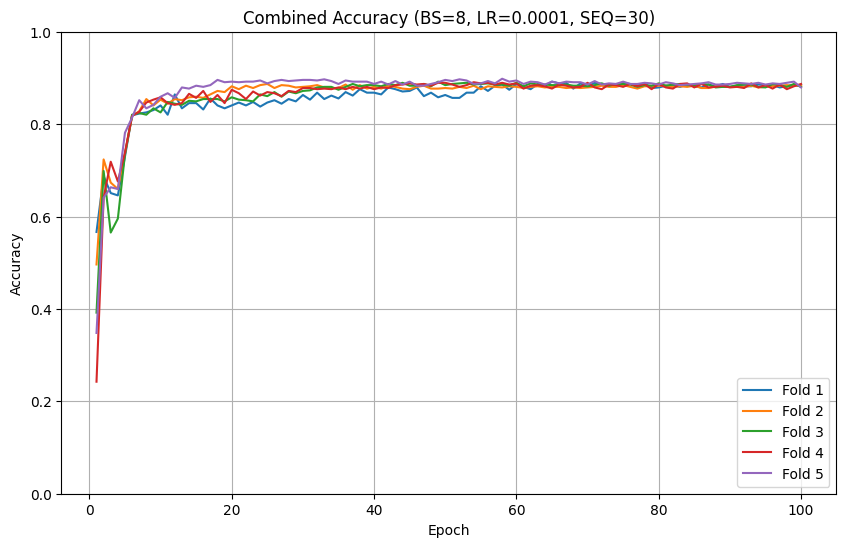 Combined Accuracy (BS=8, LR=0.0001, SEQ=30)
1.0
0.8
0.6
0.4
0.2
0.0
Accuracy
0 20 40 60 80 100
Epoch
Fold 1
Fold 2
Fold 3
Fold 4
Fold 5